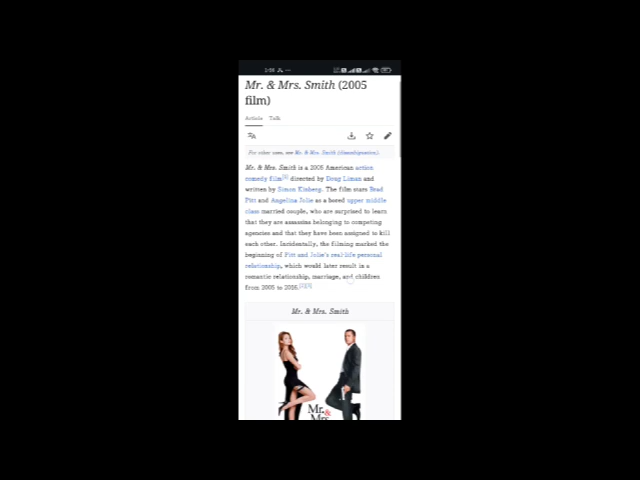 Mr. & Mrs. Smith (2005
film)
Article Talk
For other uses, see Mr. & Mrs. Smith (disambiguation).
Mr. & Mrs. Smith is a 2005 American action
comedy film[2] directed by Doug Liman and
written by Simon Kinberg. The film stars Brad
Pitt and Angelina Jolie as a bored upper middle
class married couple, who are surprised to learn
that they are assassins belonging to competing
agencies and that they have been assigned to kill
each other. Incidentally, the filming marked the
beginning of Pitt and Jolie's real-life personal
relationship, which would later result in a
romantic relationship, marriage, and children
from 2005 to 2016.
Mr. & Mrs. Smith
Mr. &
Mrs.